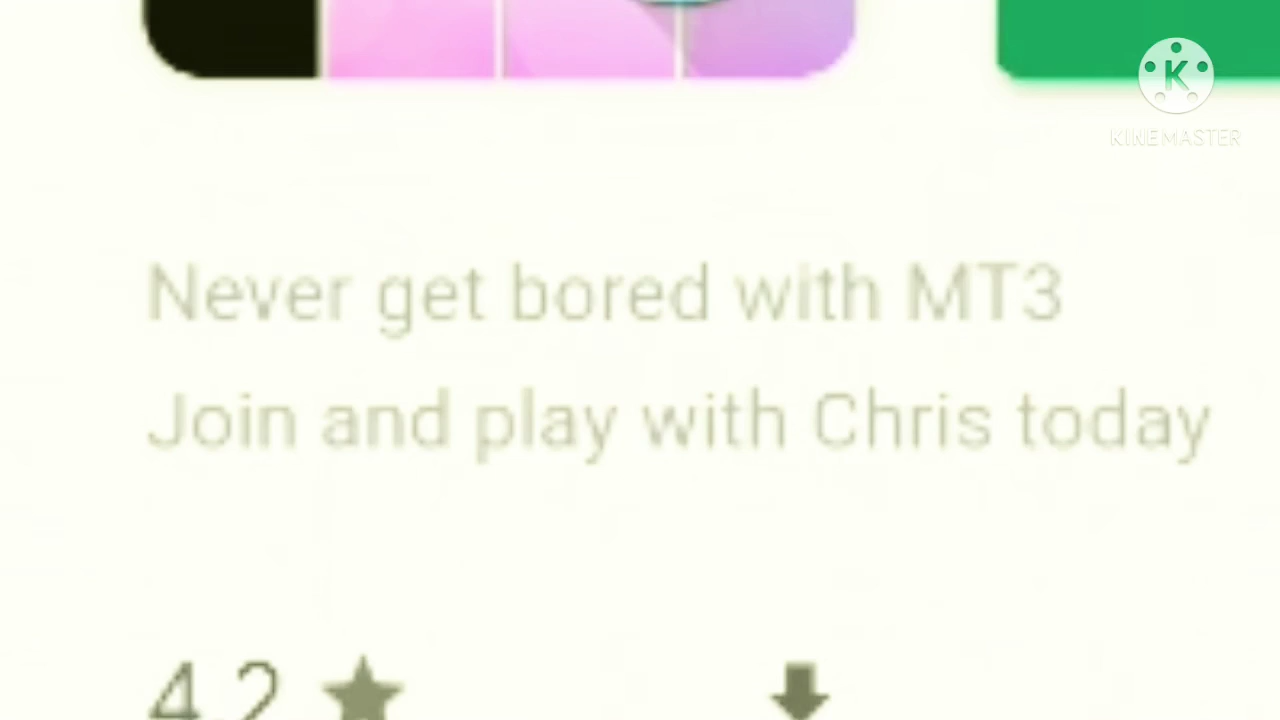 K
KINEMASTER
Never get bored with MT3
Join and play with Chris today
4.2